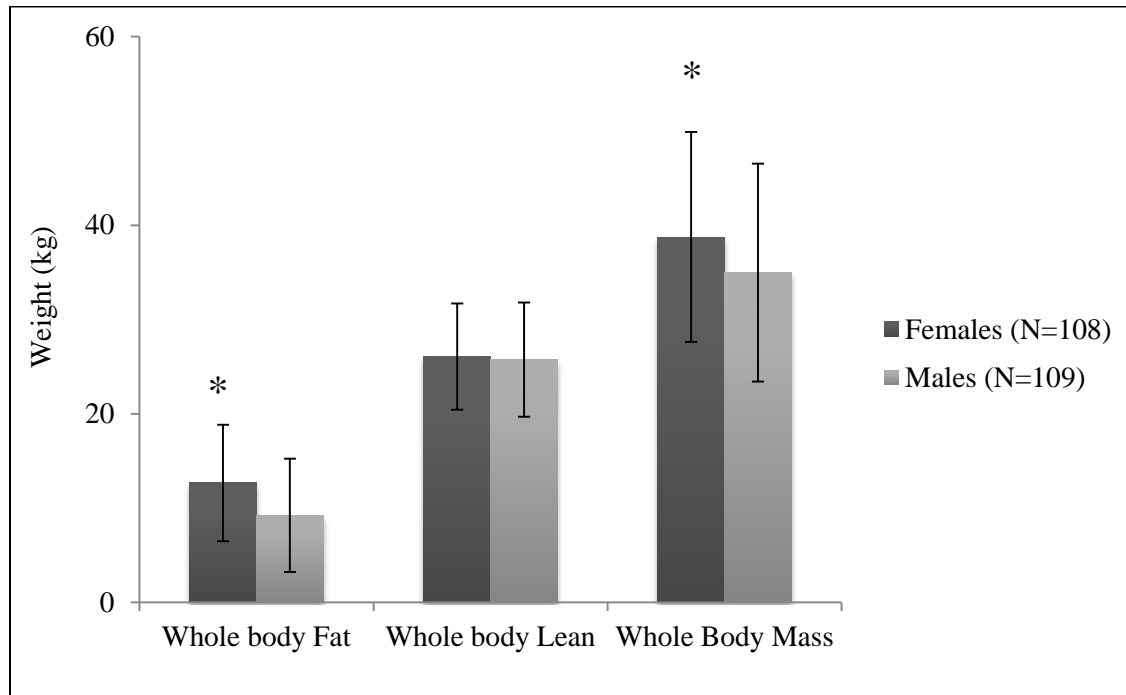 60
*
*
40
Weight (kg)
Females (N=108)
Males (N=109)
20
0
Whole body Fat
Whole body Lean
Whole Body Mass